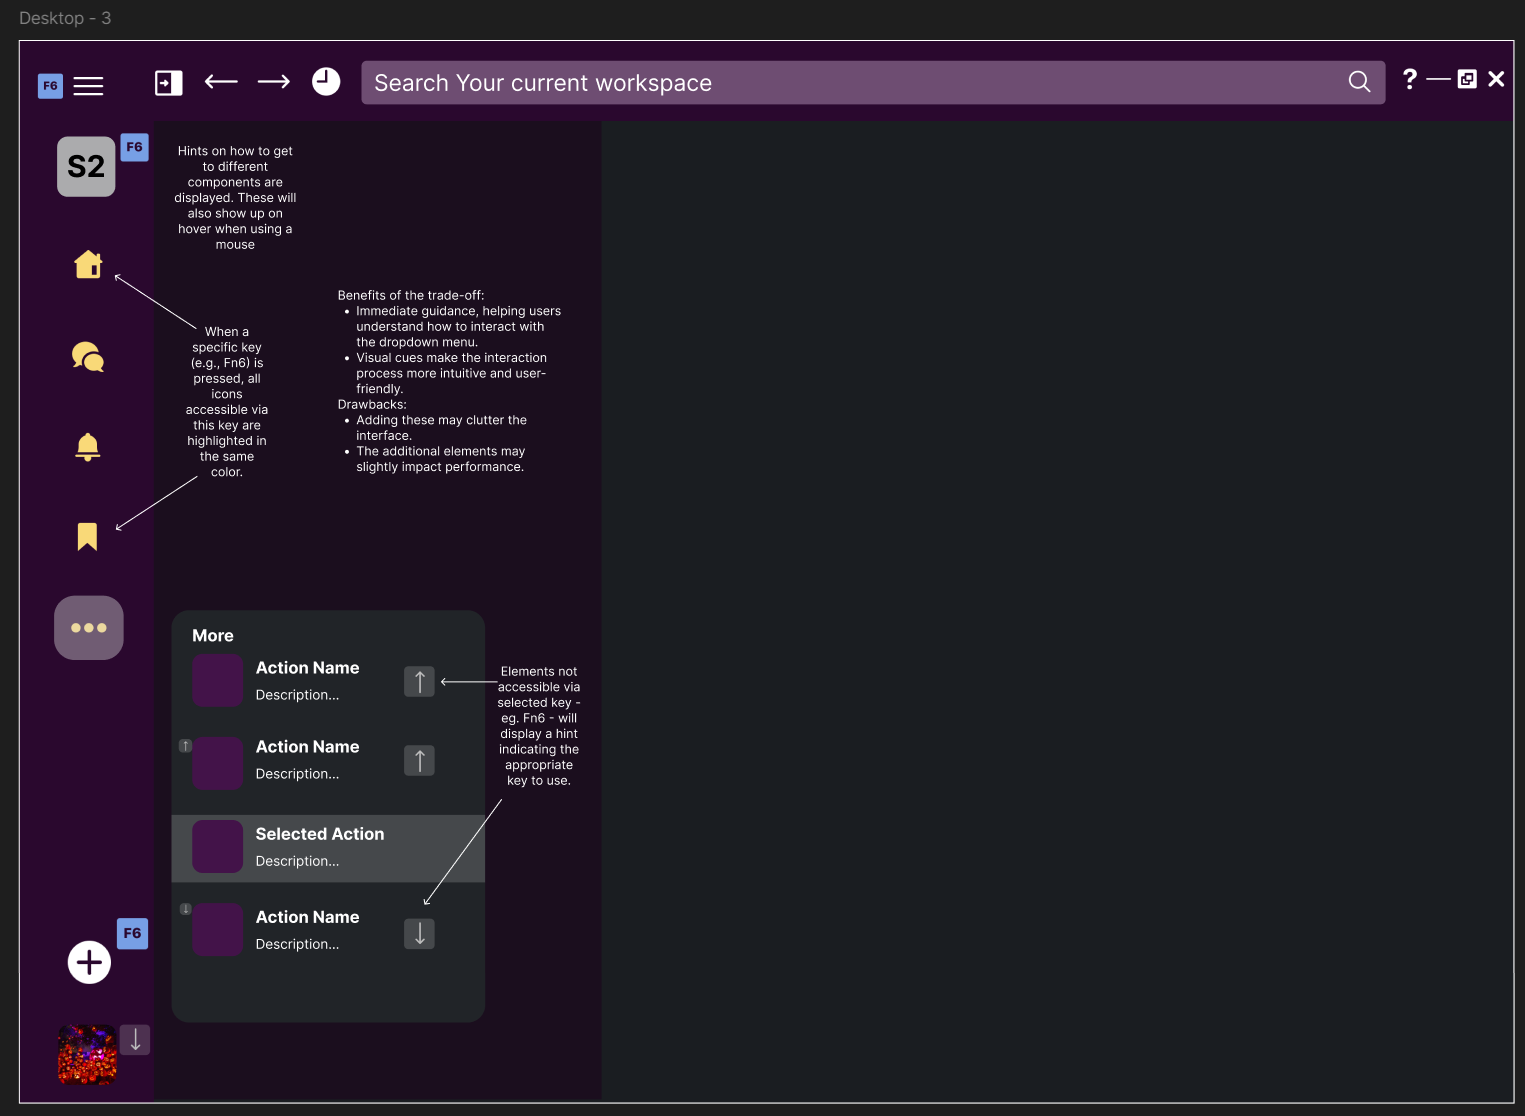 Desktop - 3
F6
Search Your current workspace
?
S2
F6
Hints on how to get
to different
components are
displayed. These will
also show up on
hover when using a
mouse
When a
specific key
(e.g., Fn6) is
pressed, all
icons
accessible via
this key are
highlighted in
the same
color.
Benefits of the trade-off:
• Immediate guidance, helping users
understand how to interact with
the dropdown menu.
• Visual cues make the interaction
process more intuitive and user-
friendly.
Drawbacks:
• Adding these may clutter the
interface.
• The additional elements may
slightly impact performance.
More
Action Name
↑
Description...
↑
Action Name
↑
Description...
Selected Action
Description...
↓
Action Name
↓
Description...
Elements not
accessible via
selected key -
eg. Fn6 - will
display a hint
indicating the
appropriate
key to use.
F6
↓